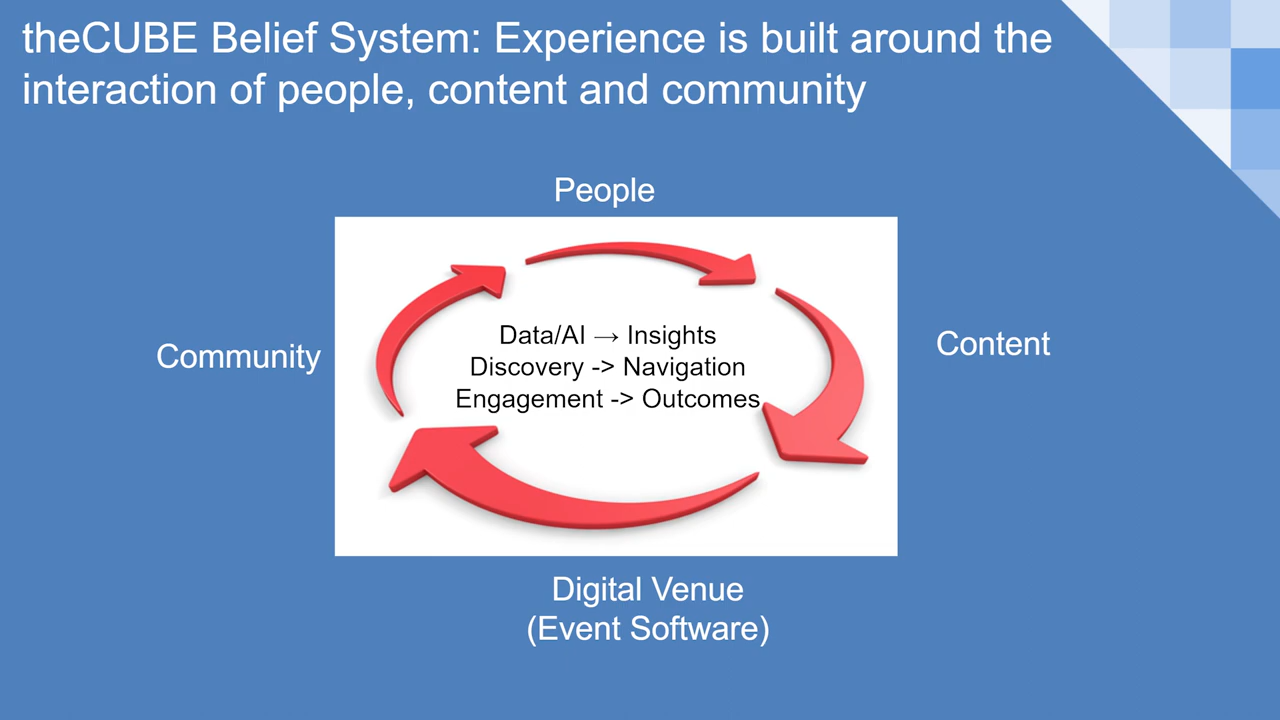 theCUBE Belief System: Experience is built around the
interaction of people, content and community
People
Community
Data/AI → Insights
Discovery -> Navigation
Engagement -> Outcomes
Content
Digital Venue
(Event Software)